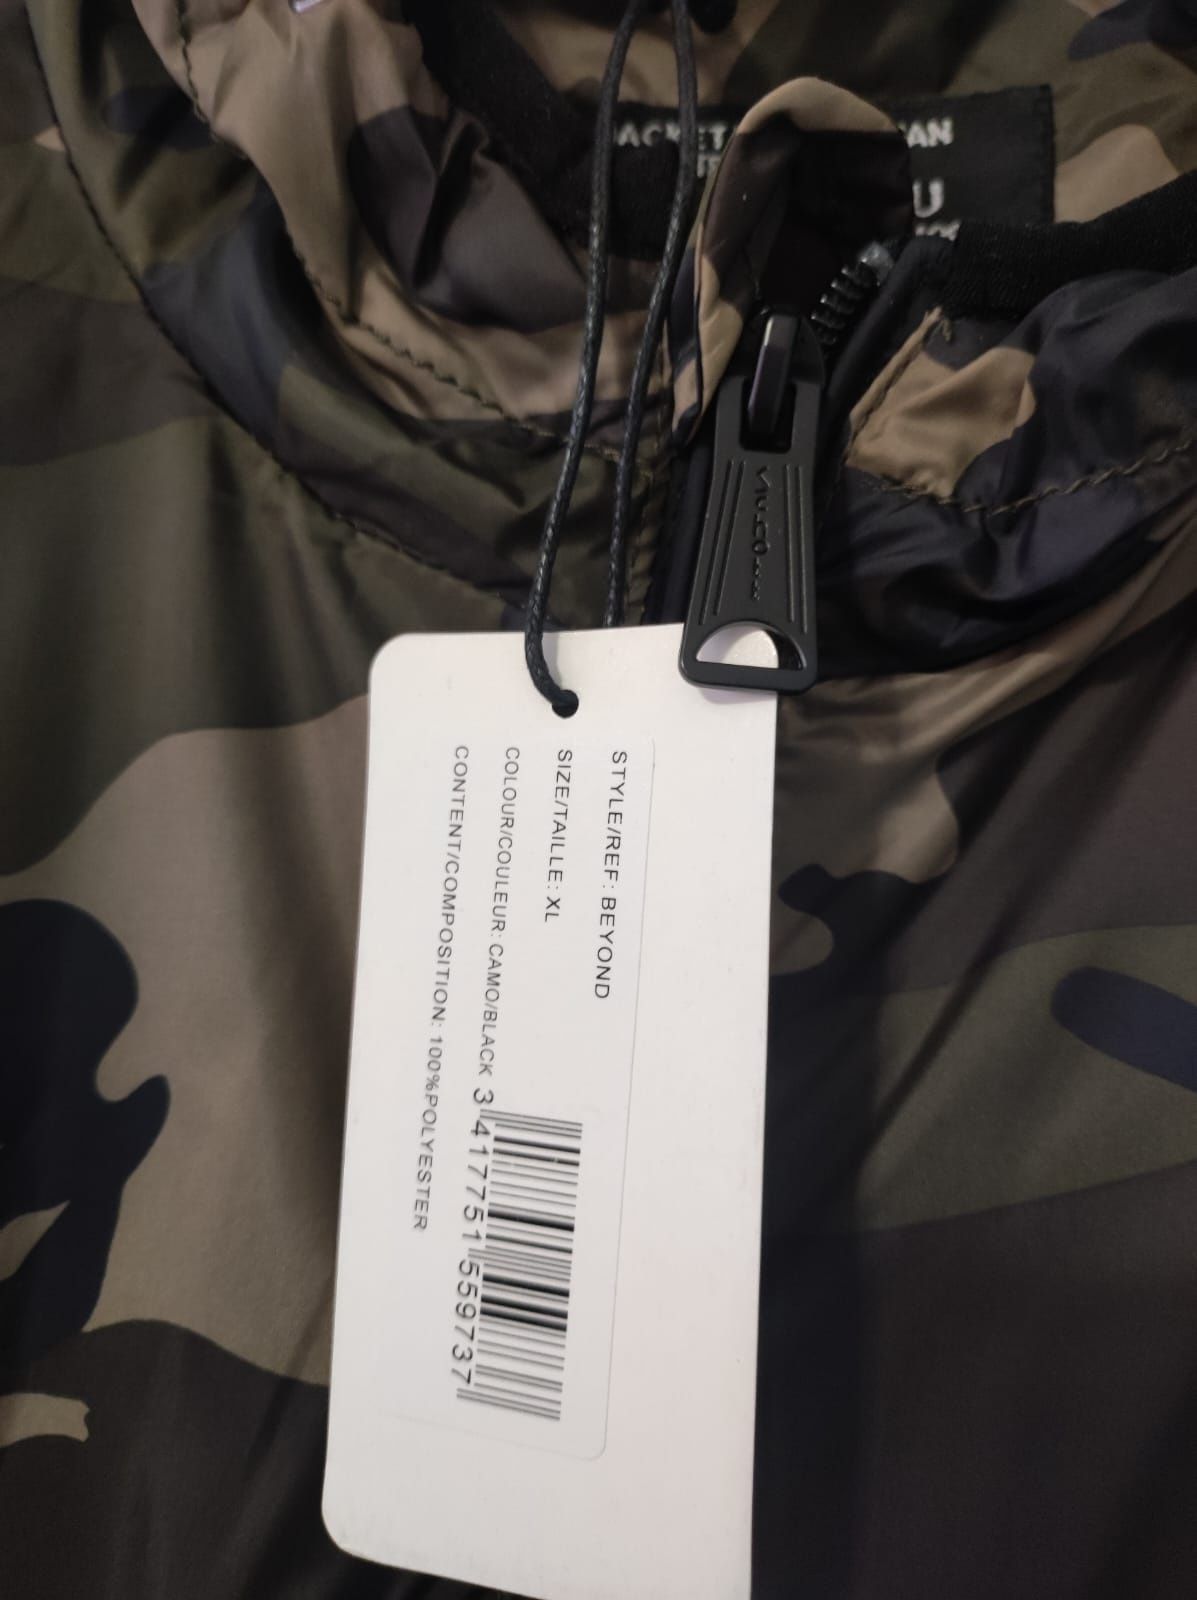 STYLE/REF: BEYOND
SIZE/TAILLE: XL
COLOUR/COULEUR: CAMO/BLACK
CONTENT/COMPOSITION: 100%POLYESTER
3 417751 559737